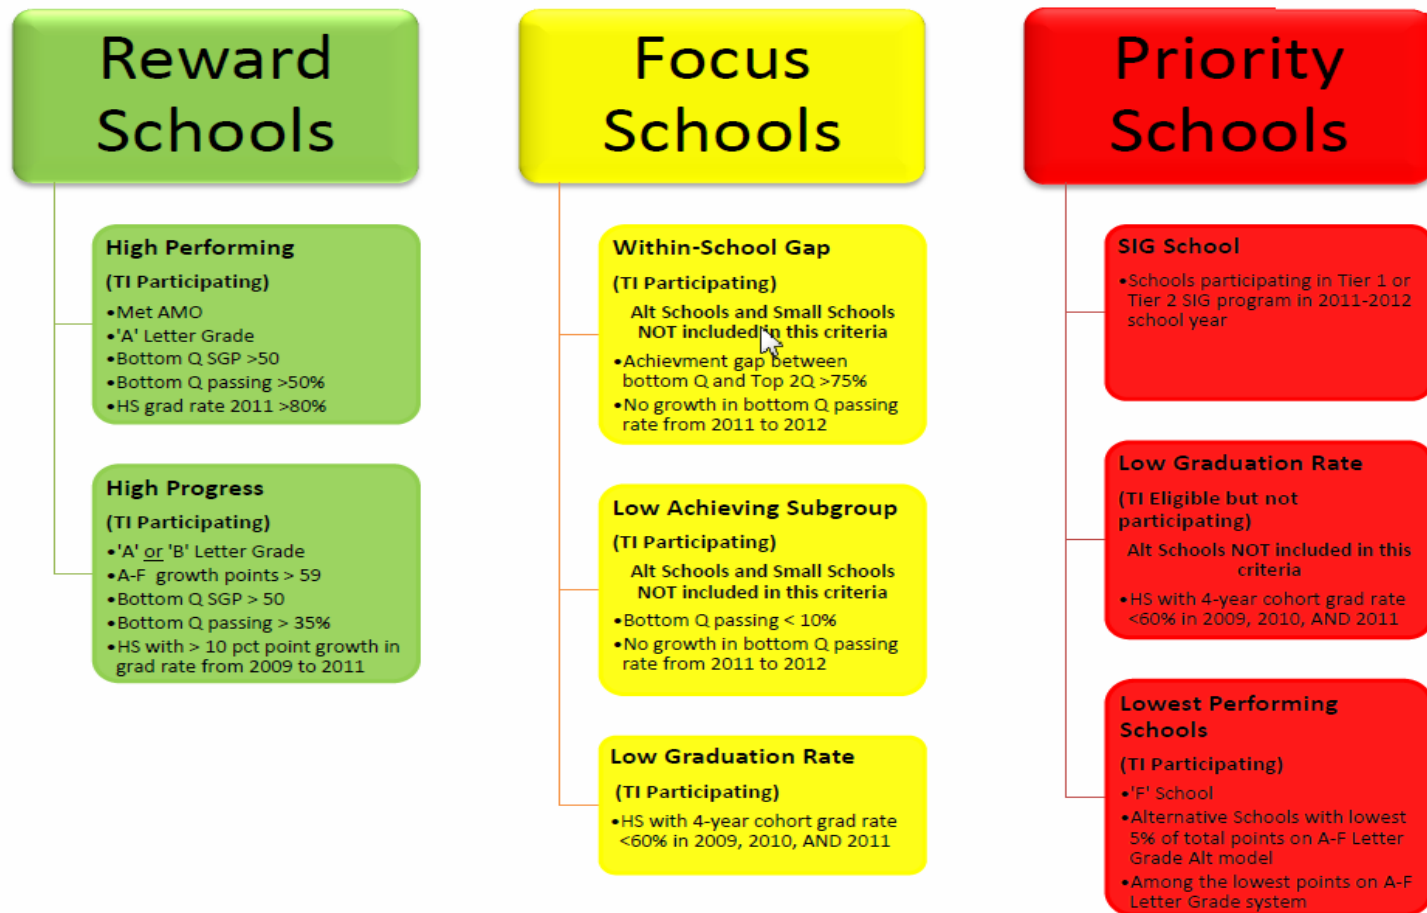 Reward
Schools
High Performing
(TI Participating)
•Met AMO
•'A' Letter Grade
•Bottom Q SGP >50
•Bottom Q passing >50%
•HS grad rate 2011 >80%
High Progress
(TI Participating)
•'A' or 'B' Letter Grade
•A-F growth points > 59
•Bottom Q SGP > 50
•Bottom Q passing > 35%
•HS with > 10 pct point growth in
grad rate from 2009 to 2011
Focus
Schools
Within-School Gap
(TI Participating)
Alt Schools and Small Schools
NOT included in this criteria
•Achievment gap between
bottom Q and Top 2Q >75%
•No growth in bottom Q passing
rate from 2011 to 2012
Low Achieving Subgroup
(TI Participating)
Alt Schools and Small Schools
NOT included in this criteria
•Bottom Q passing < 10%
•No growth in bottom Q passing
rate from 2011 to 2012
Low Graduation Rate
(TI Participating)
•HS with 4-year cohort grad rate
<60% in 2009, 2010, AND 2011
Priority
Schools
SIG School
•Schools participating in Tier 1 or
Tier 2 SIG program in 2011-2012
school year
Low Graduation Rate
(TI Eligible but not
participating)
Alt Schools NOT included in this
criteria
•HS with 4-year cohort grad rate
<60% in 2009, 2010, AND 2011
Lowest Performing
Schools
(TI Participating)
•'F' School
•Alternative Schools with lowest
5% of total points on A-F Letter
Grade Alt model
•Among the lowest points on A-F
Letter Grade system